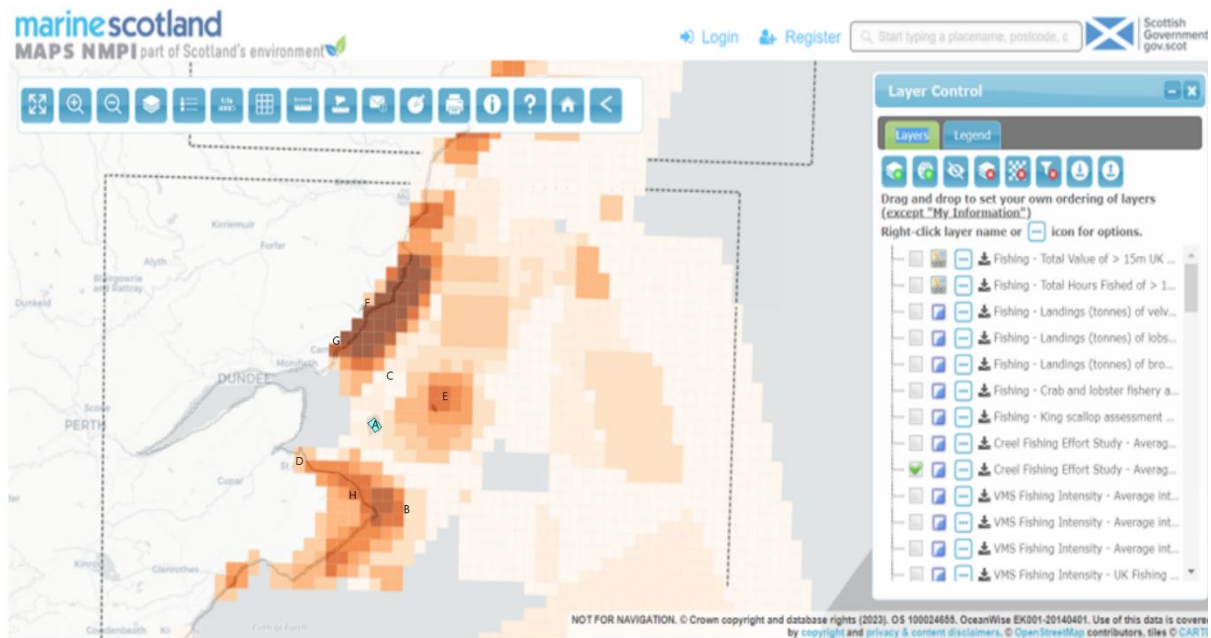 marinescotland
MAPS NMPI part of Scotland's environment
Login
Register
Start typing a placename, postcode, g
Scottish
Government
gov.scot
Layer Control
Layers
Legend
Drag and drop to set your own ordering of layers
(except "My Information")
Right-click layer name or icon for options.
Fishing - Total Value of > 15m UK ...
Fishing - Total Hours Fished of > 1...
Fishing - Landings (tonnes) of velv...
Fishing - Landings (tonnes) of lobs...
Fishing - Landings (tonnes) of bro...
Fishing - Crab and lobster fishery a...
Fishing - King scallop assessment ...
Creel Fishing Effort Study - Averag...
Creel Fishing Effort Study - Averag...
VMS Fishing Intensity - Average int...
VMS Fishing Intensity - Average int...
VMS Fishing Intensity - Average int...
VMS Fishing Intensity - UK Fishing ...
Kirriemuir
Forfar
Alyth
Blairgowrie
and Rattray
Dunkeld
F
G
Monifieth
C
DUNDEE
E
A
PERTH
D
Cupar
H
B
Glenrothes
Firth of Forth
NOT FOR NAVIGATION. © Crown copyright and database rights (2023). OS 100024655. OceanWise EK001-20140401. Use of this data is covere
by copyright and privacy & content disclaimers. © OpenStreetMap contributors, tiles © CART